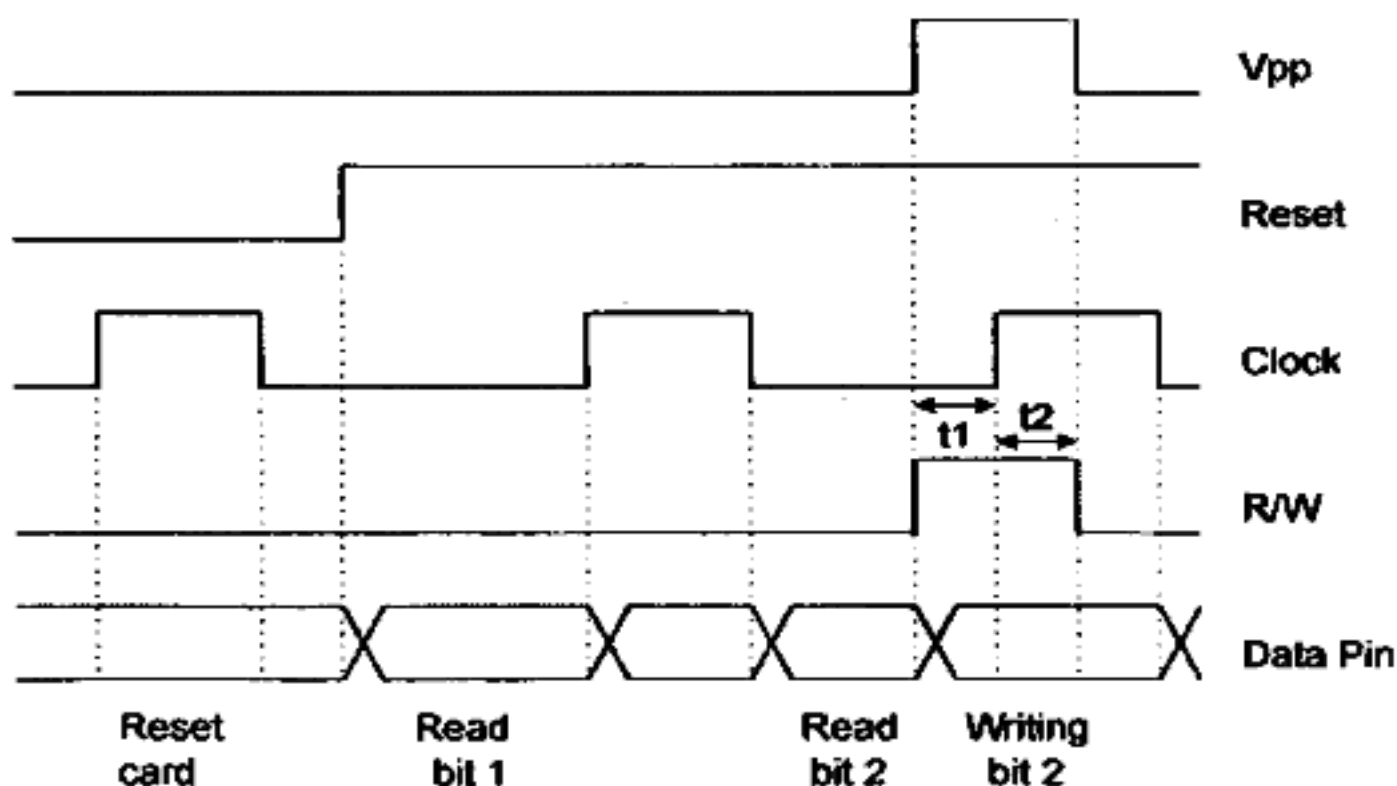 Vpp
Reset
Clock
t1
t2
R/W
Data Pin
Reset
card
Read
bit 1
Read
bit 2
Writing
bit 2